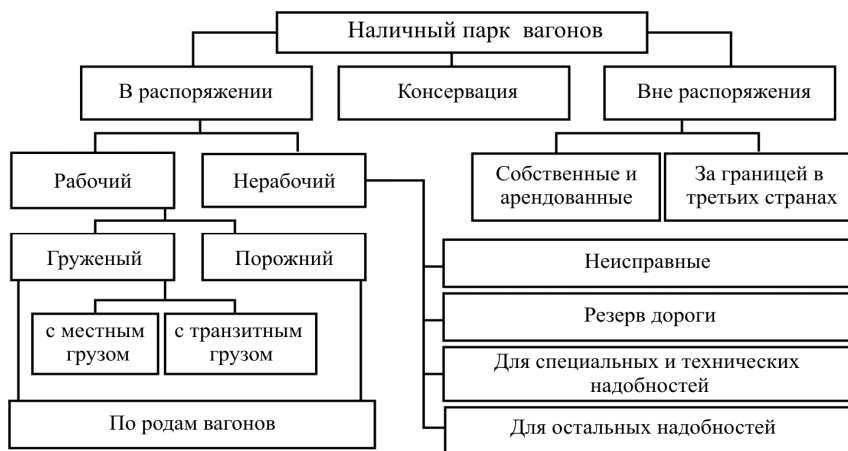 Наличный парк вагонов
В распоряжении
Консервация
Вне распоряжения
Рабочий
Нерабочий
Собственные и
арендованные
За границей в
третьих странах
Груженый
Порожний
Неисправные
с местным
грузом
с транзитным
грузом
Резерв дороги
Для специальных и технических
надобностей
По родам вагонов
Для остальных надобностей